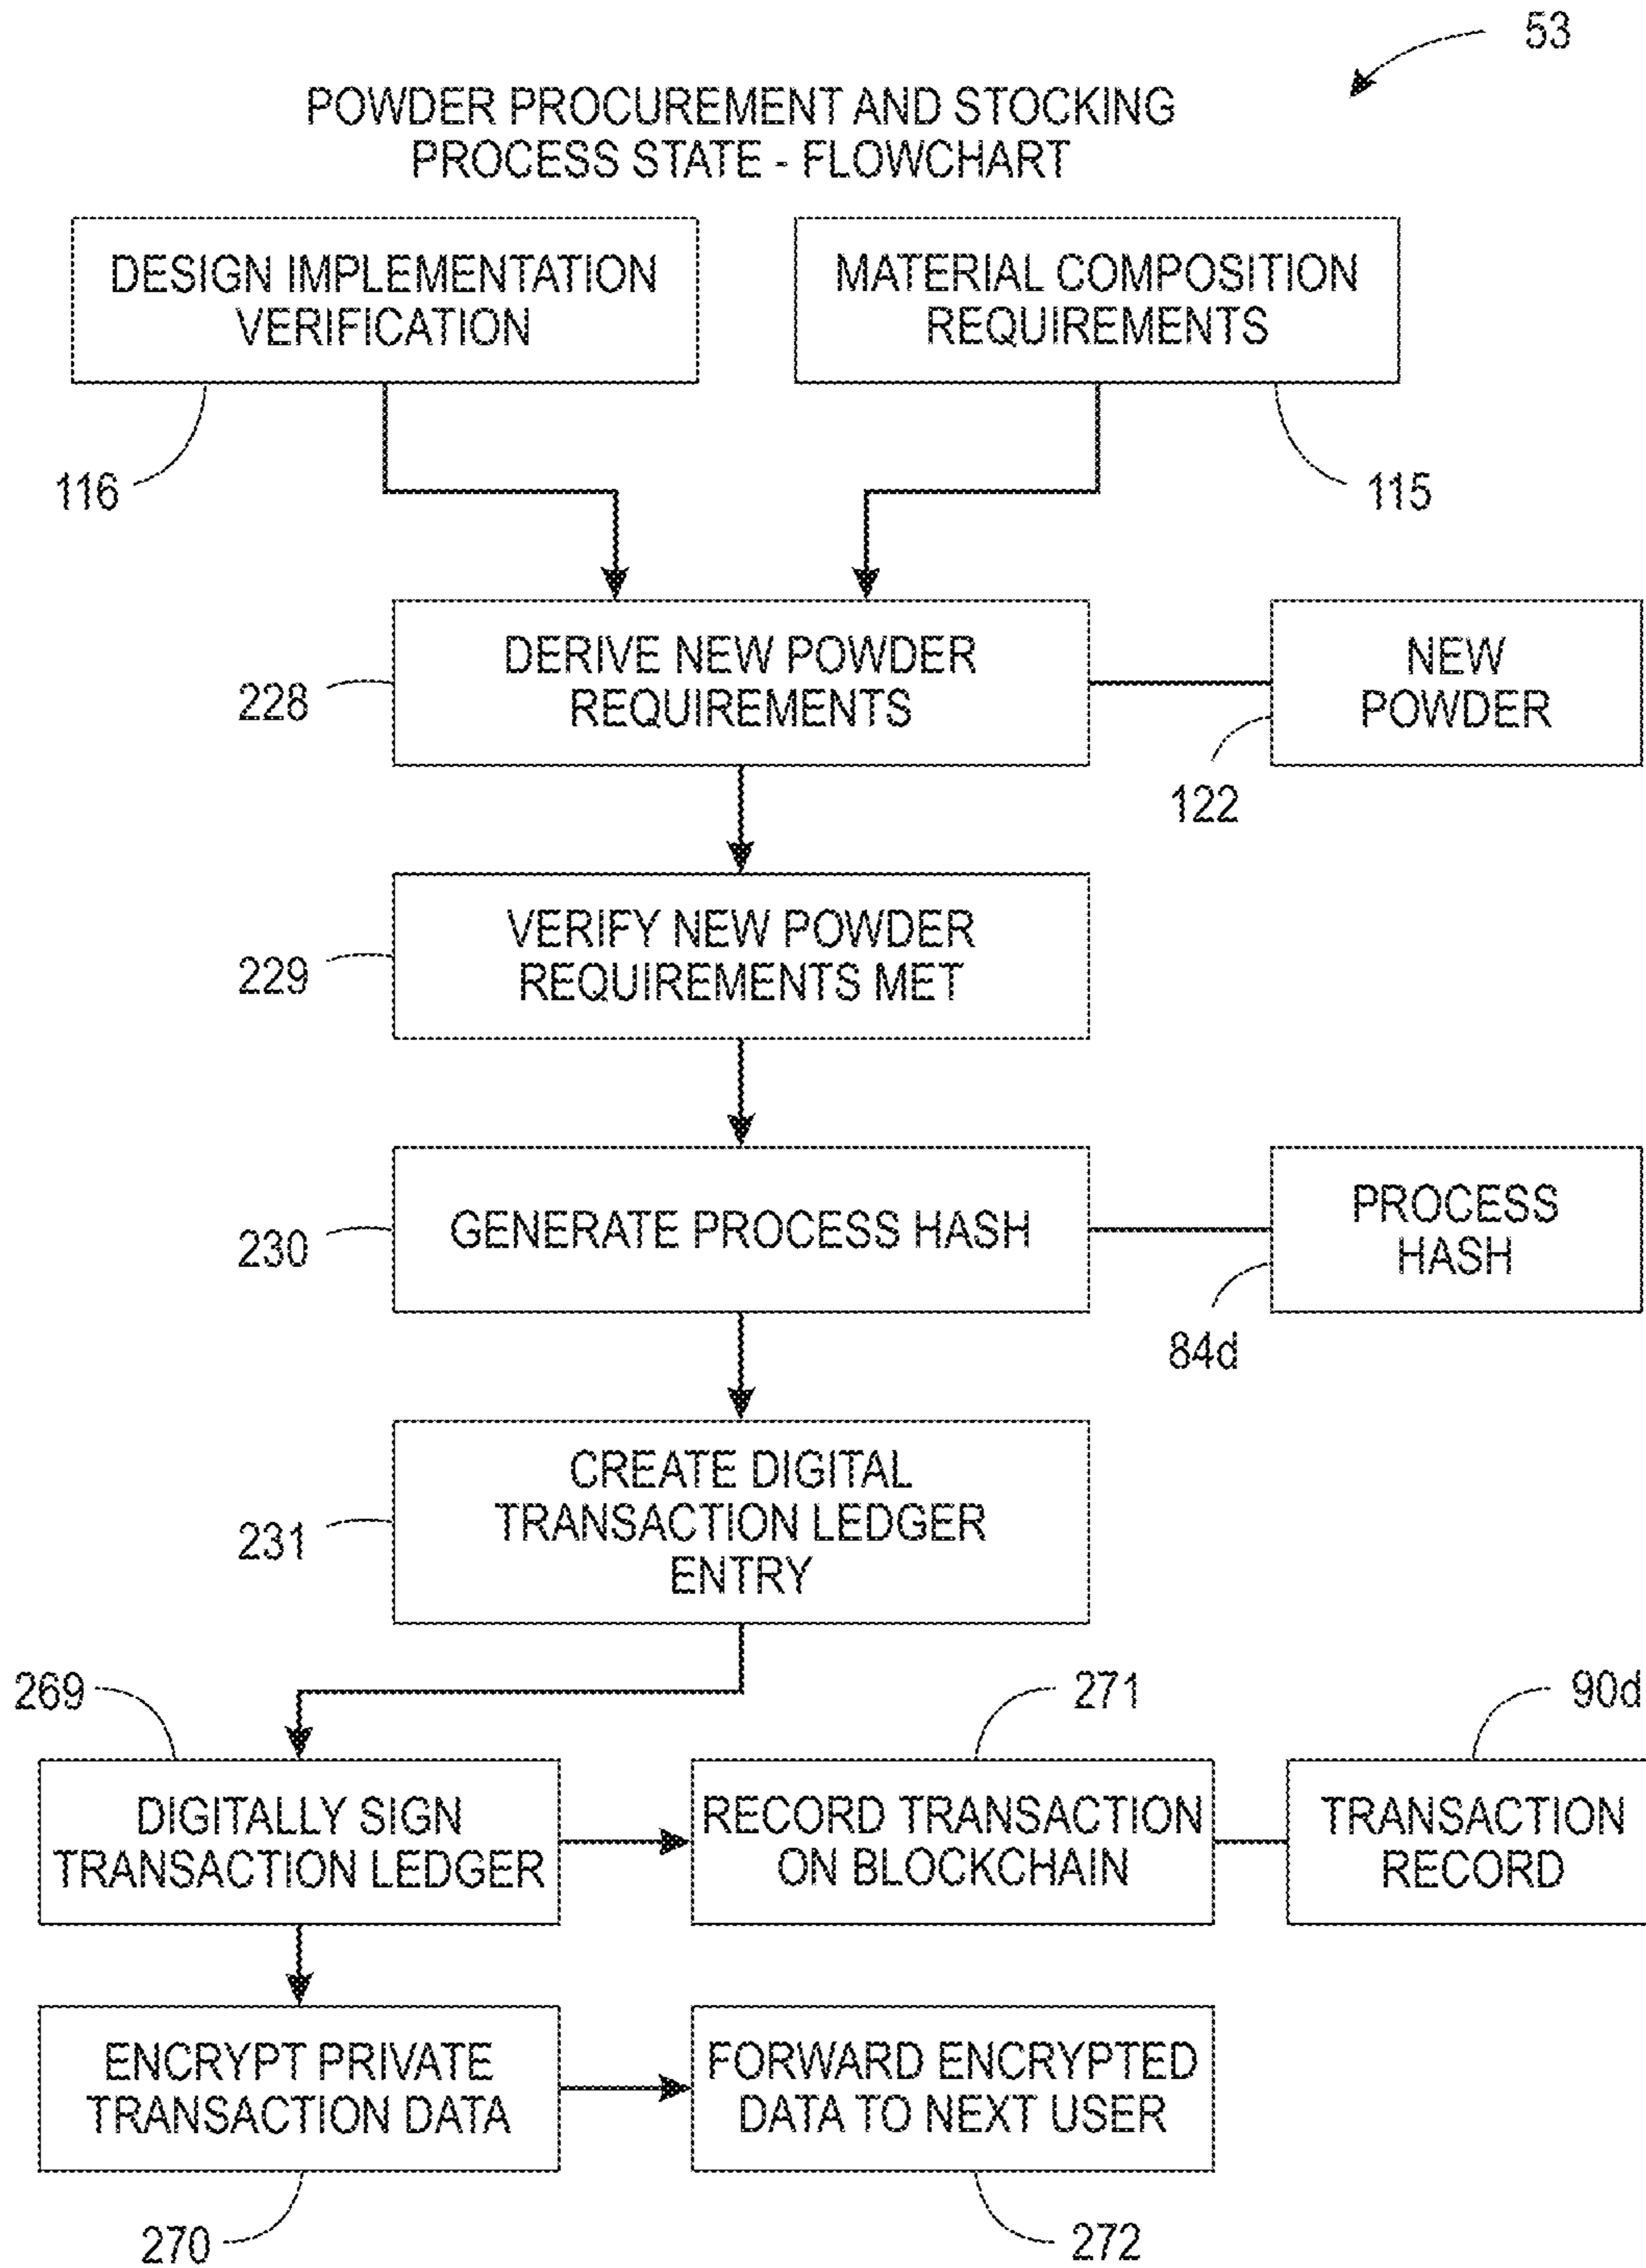 53
POWDER PROCUREMENT AND STOCKING
PROCESS STATE - FLOWCHART
DESIGN IMPLEMENTATION
VERIFICATION
MATERIAL COMPOSITION
REQUIREMENTS
116
115
DERIVE NEW POWDER
REQUIREMENTS
NEW
POWDER
228
122
VERIFY NEW POWDER
REQUIREMENTS MET
229
GENERATE PROCESS HASH
PROCESS
HASH
230
84d
CREATE DIGITAL
TRANSACTION LEDGER
ENTRY
231
269
271
90d
DIGITALLY SIGN
TRANSACTION LEDGER
RECORD TRANSACTION
ON BLOCKCHAIN
TRANSACTION
RECORD
ENCRYPT PRIVATE
TRANSACTION DATA
FORWARD ENCRYPTED
DATA TO NEXT USER
270
272